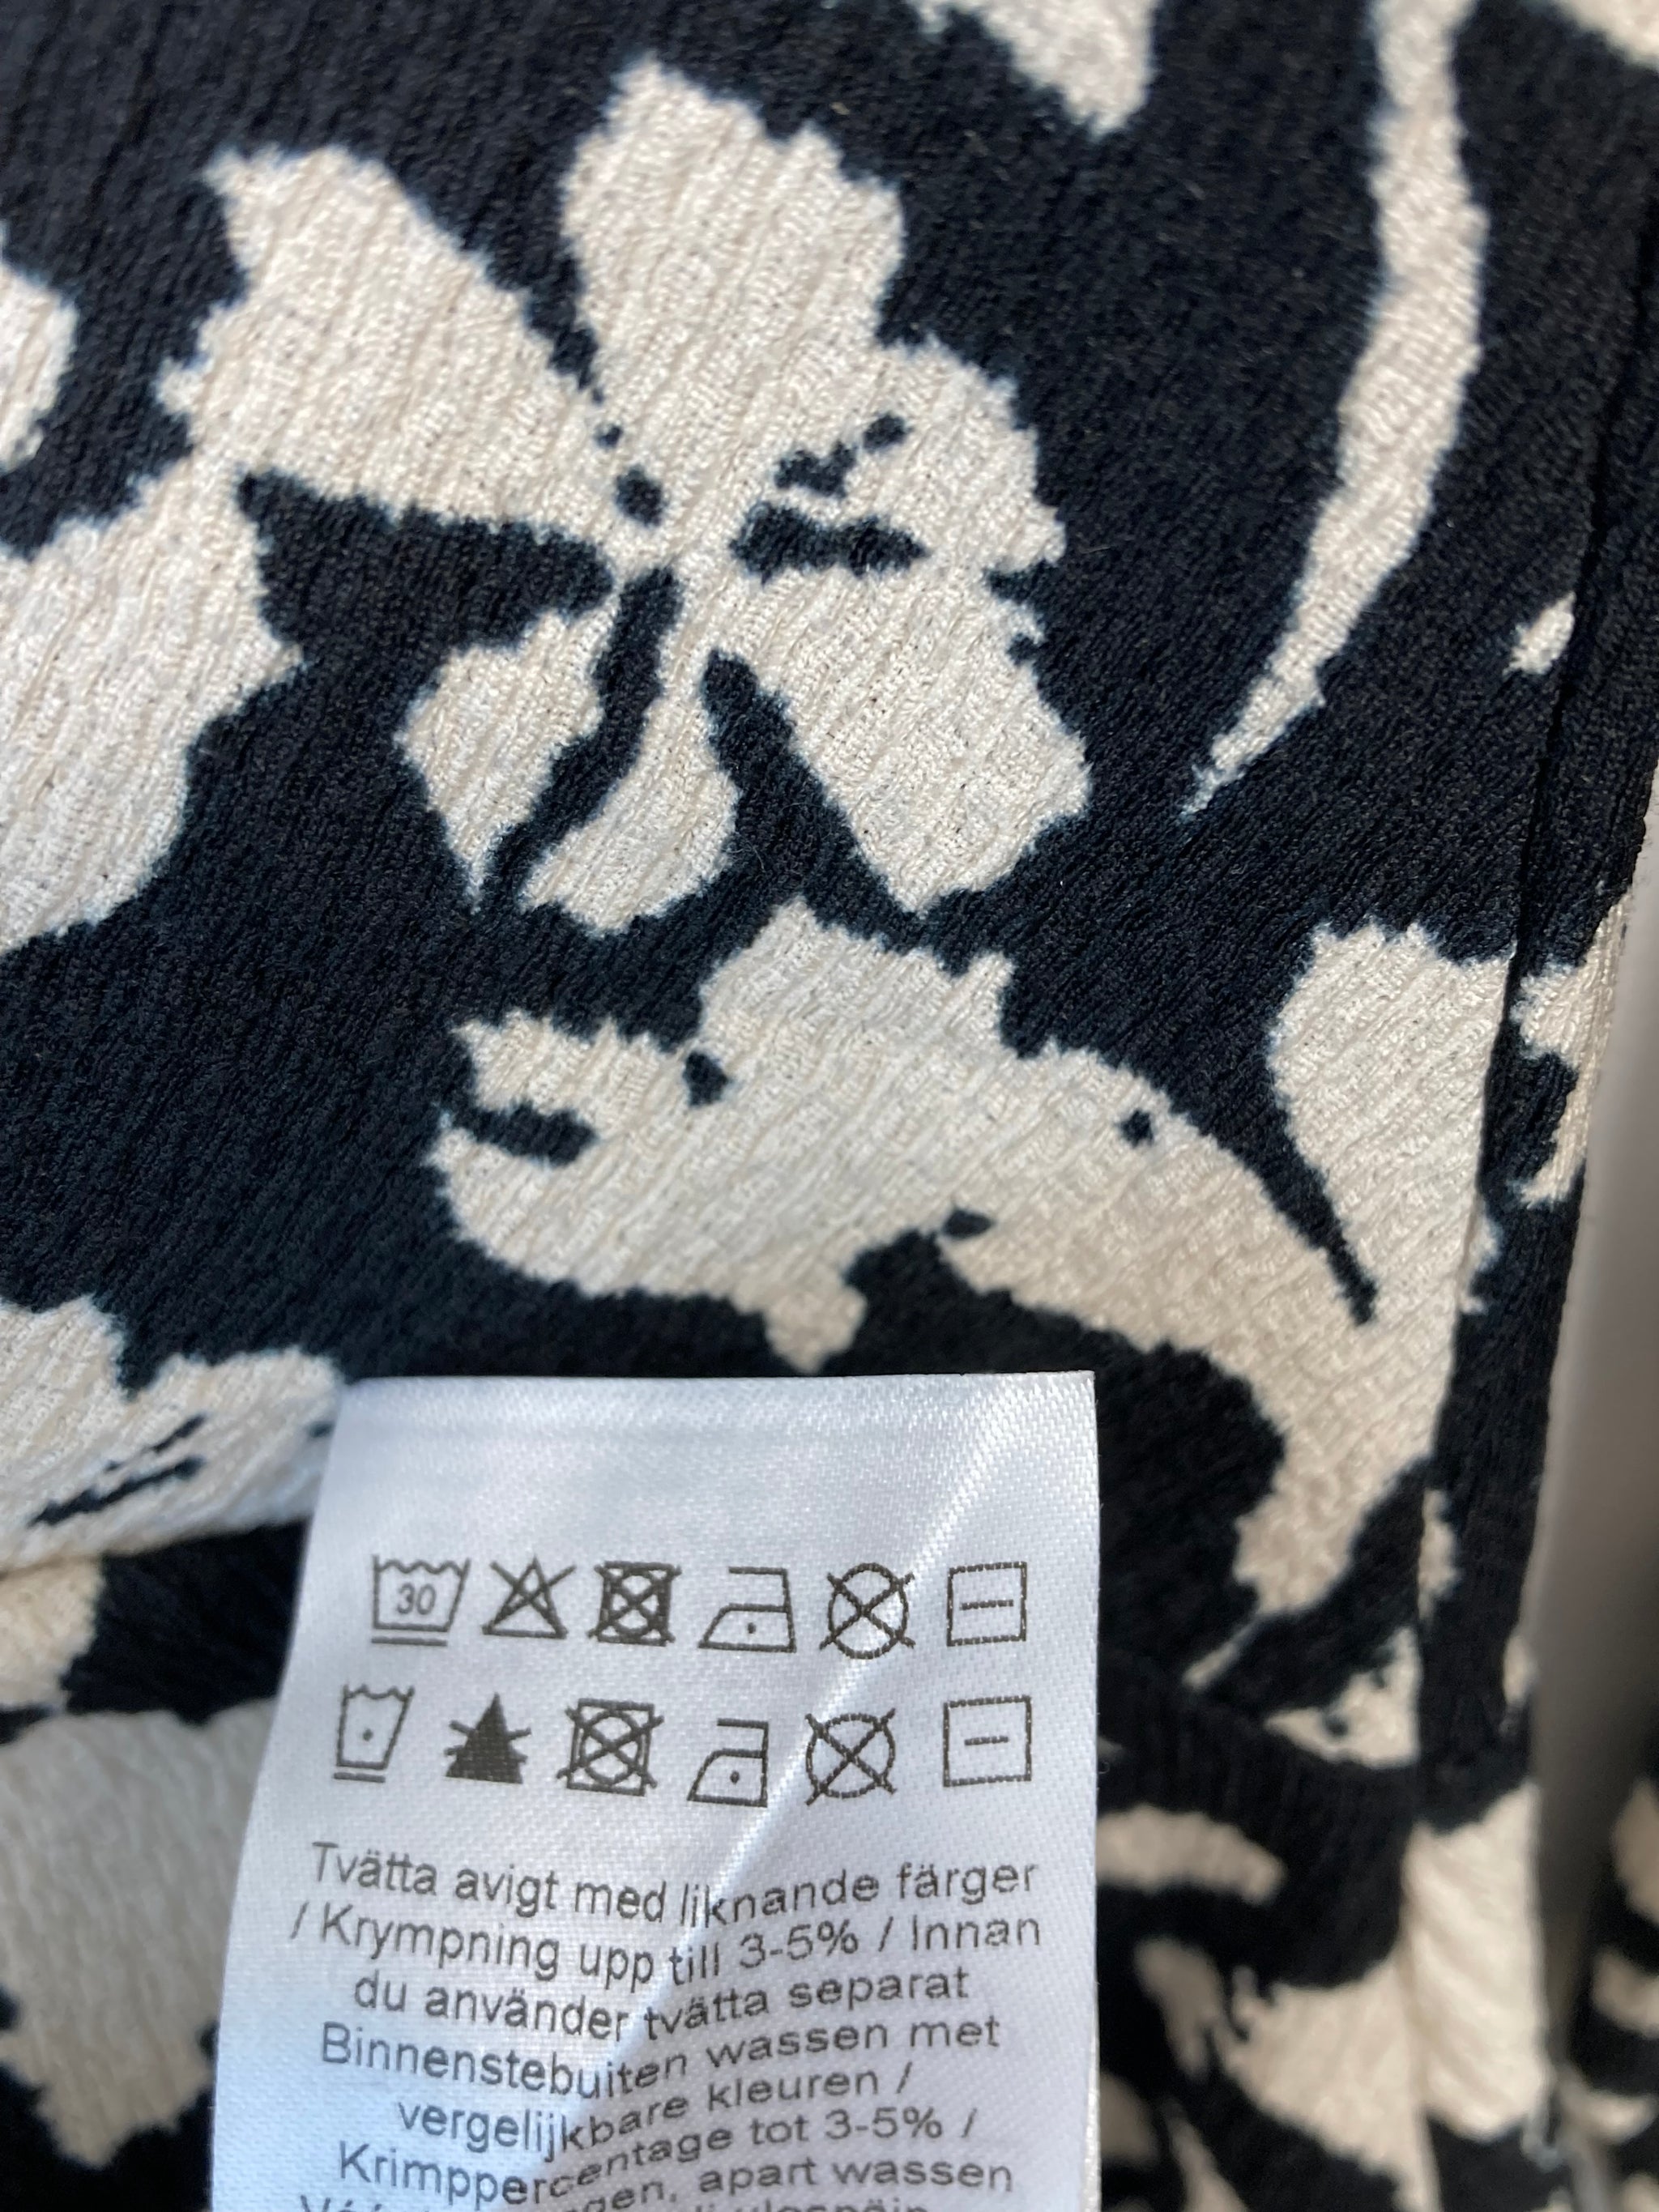 30
Tvätta avigt med liknande färger
/ Krympning upp till 3-5% / Innan
du använder tvätta separat
Binnenstebuiten wassen met
vergelijkbare kleuren /
Krimppercentage tot 3-5% /
apart wassen